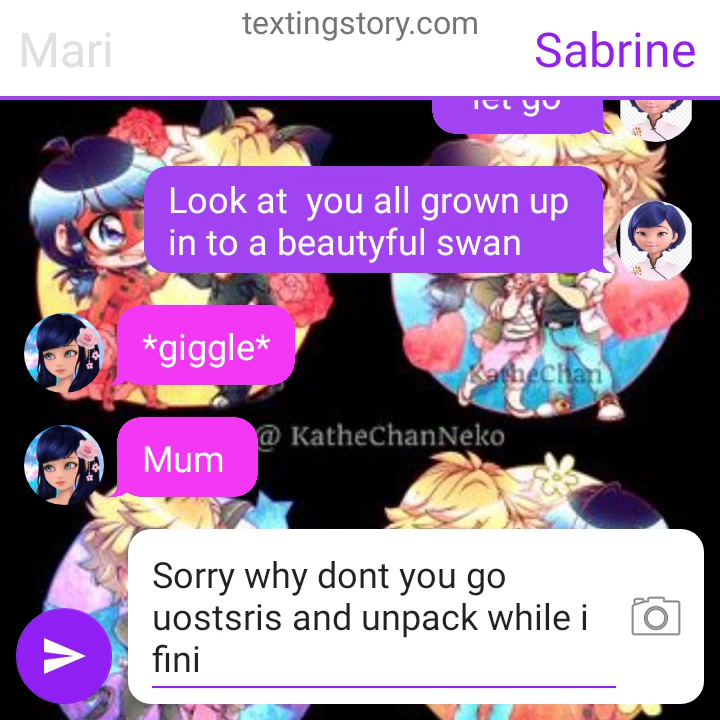 textingstory.com
Mari
Sabrine
let go
Look at  you all grown up
in to a beautyful swan
*giggle*
KatheChan
@ KatheChanNeko
Mum
Sorry why dont you go
uostsris and unpack while i
fini